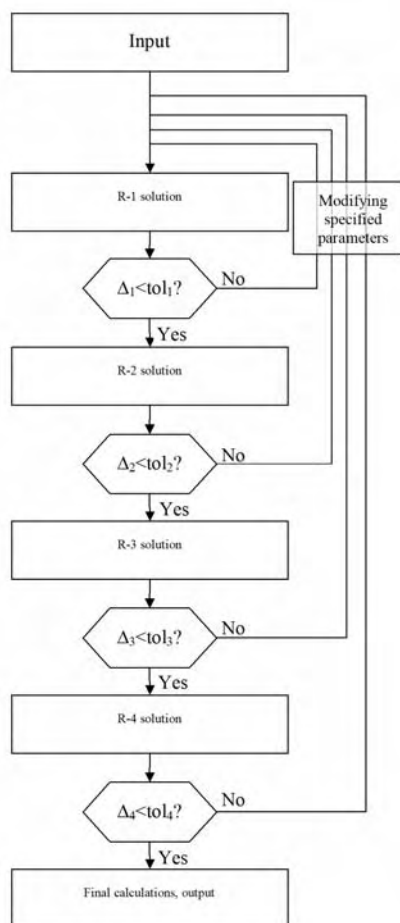 Input
R-1 solution
Modifying
specified
parameters
Δ₁<tol₁?
No
Yes
R-2 solution
Δ₂<tol₂?
No
Yes
R-3 solution
Δ₃<tol₃?
No
Yes
R-4 solution
Δ₄<tol₄?
No
Yes
Final calculations, output